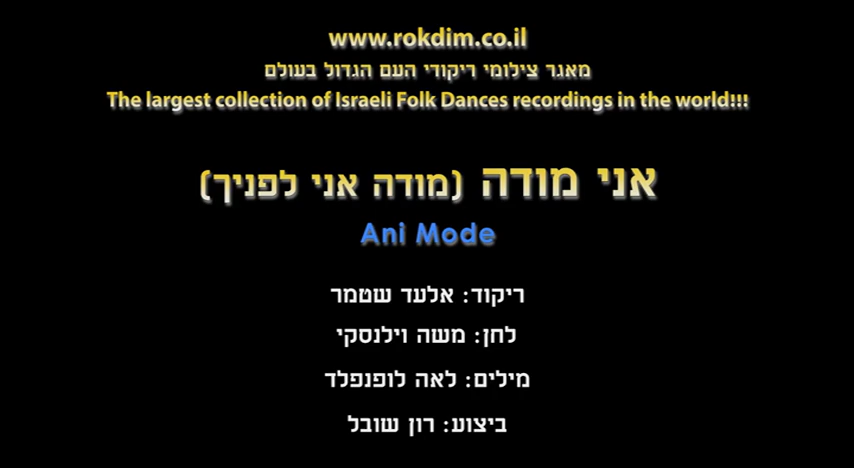 www.rokdim.co.il
מאגר צילומי ריקודי העם הגדול בעולם
The largest collection of Israeli Folk Dances recordings in the world!!!
אני מודה (מודה אני לפניך)
Ani Mode
ריקוד: אלעד שטמר
לחן: משה וילנסקי
מילים: לאה לופנפלד
ביצוע: רון שובל